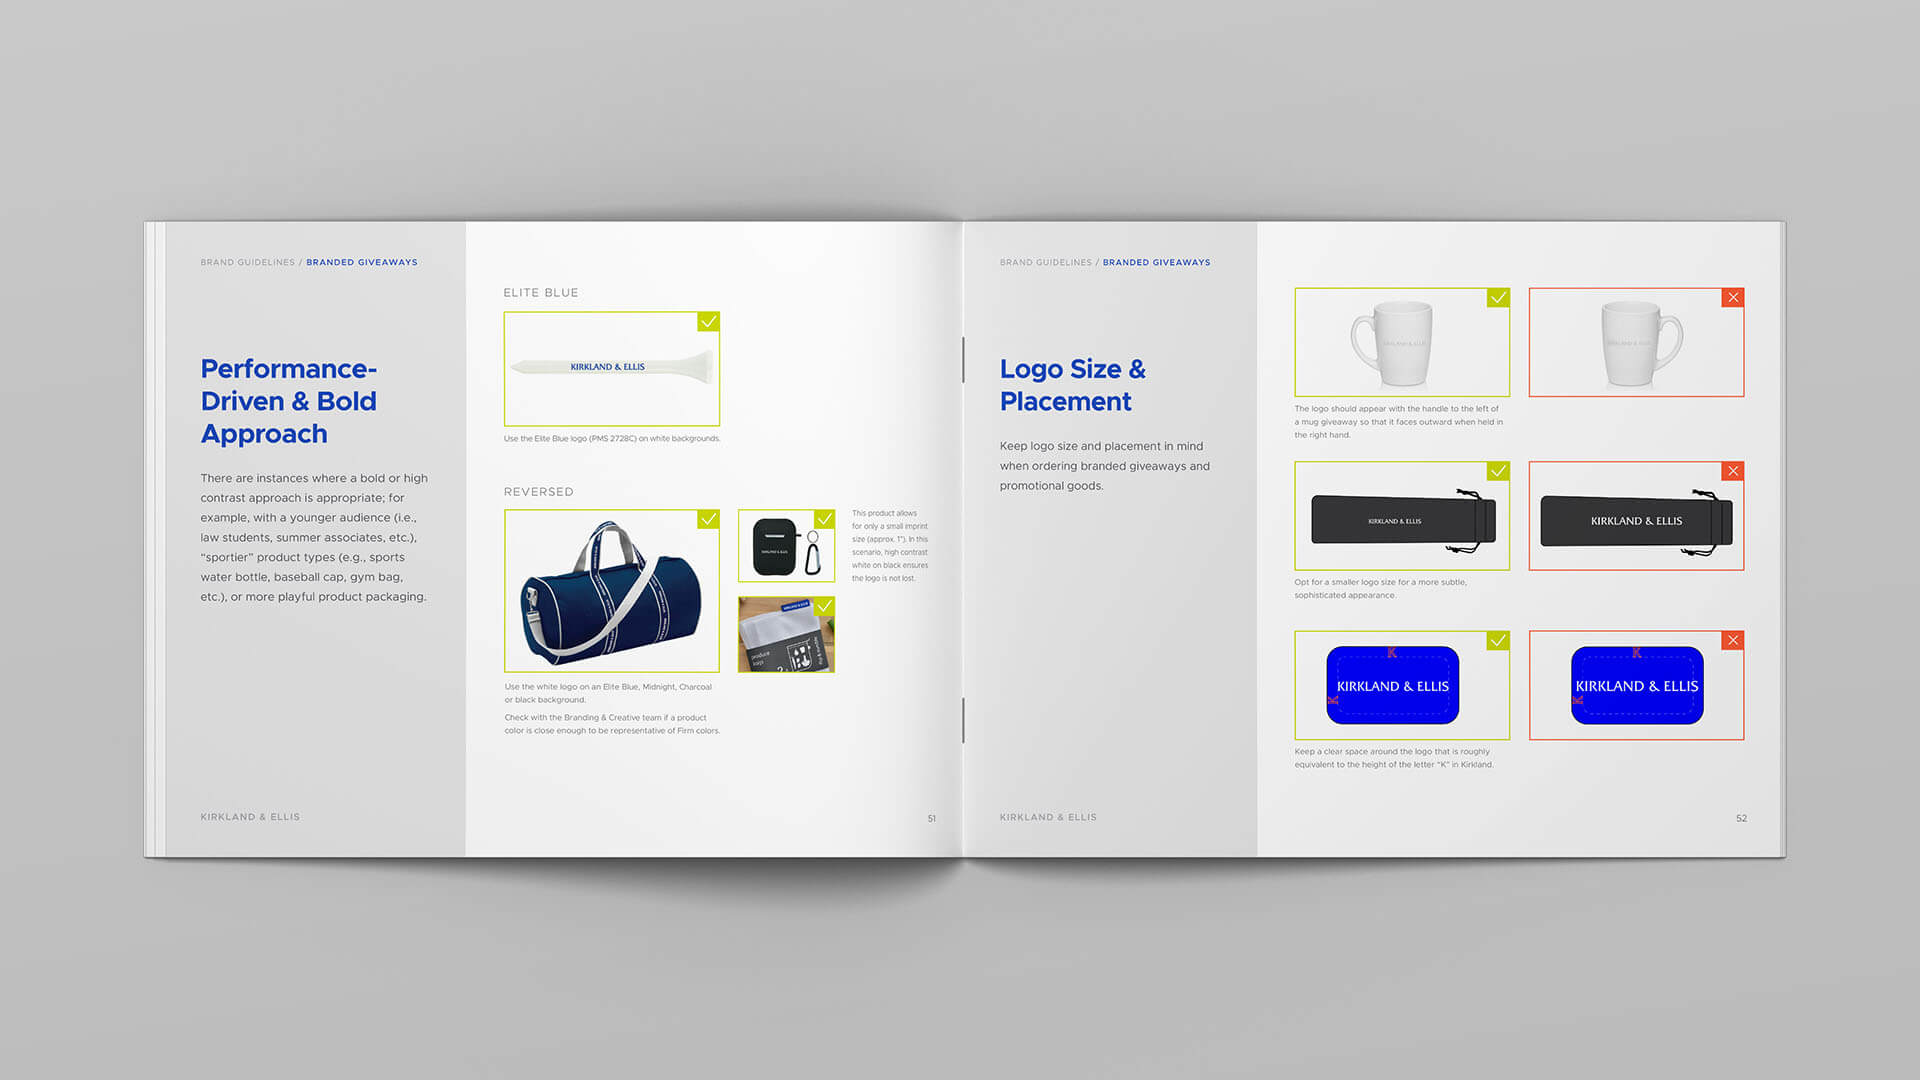 BRAND GUIDELINES / BRANDED GIVEAWAYS
Performance-
Driven & Bold
Approach
There are instances where a bold or high
contrast approach is appropriate; for
example, with a younger audience (i.e.,
law students, summer associates, etc.),
“sportier” product types (e.g., sports
water bottle, baseball cap, gym bag,
etc.), or more playful product packaging.
KIRKLAND & ELLIS
ELITE BLUE
KIRKLAND & ELLIS
Use the Elite Blue logo (PMS 2728C) on white backgrounds.
REVERSED
KIRKLAND & ELLIS
This product allows
for only a small imprint
size (approx. 1"). In this
scenario, high contrast
white on black ensures
the logo is not lost.
Use the white logo on an Elite Blue, Midnight, Charcoal
or black background.
Check with the Branding & Creative team if a product
color is close enough to be representative of Firm colors.
51
BRAND GUIDELINES / BRANDED GIVEAWAYS
Logo Size &
Placement
Keep logo size and placement in mind
when ordering branded giveaways and
promotional goods.
KIRKLAND & ELLIS
KIRKLAND & ELLIS
KIRKLAND & ELLIS
The logo should appear with the handle to the left of
a mug giveaway so that it faces outward when held in
the right hand.
KIRKLAND & ELLIS
KIRKLAND & ELLIS
Opt for a smaller logo size for a more subtle,
sophisticated appearance.
K
KIRKLAND & ELLIS
K
K
KIRKLAND & ELLIS
K
Keep a clear space around the logo that is roughly
equivalent to the height of the letter “K” in Kirkland.
52